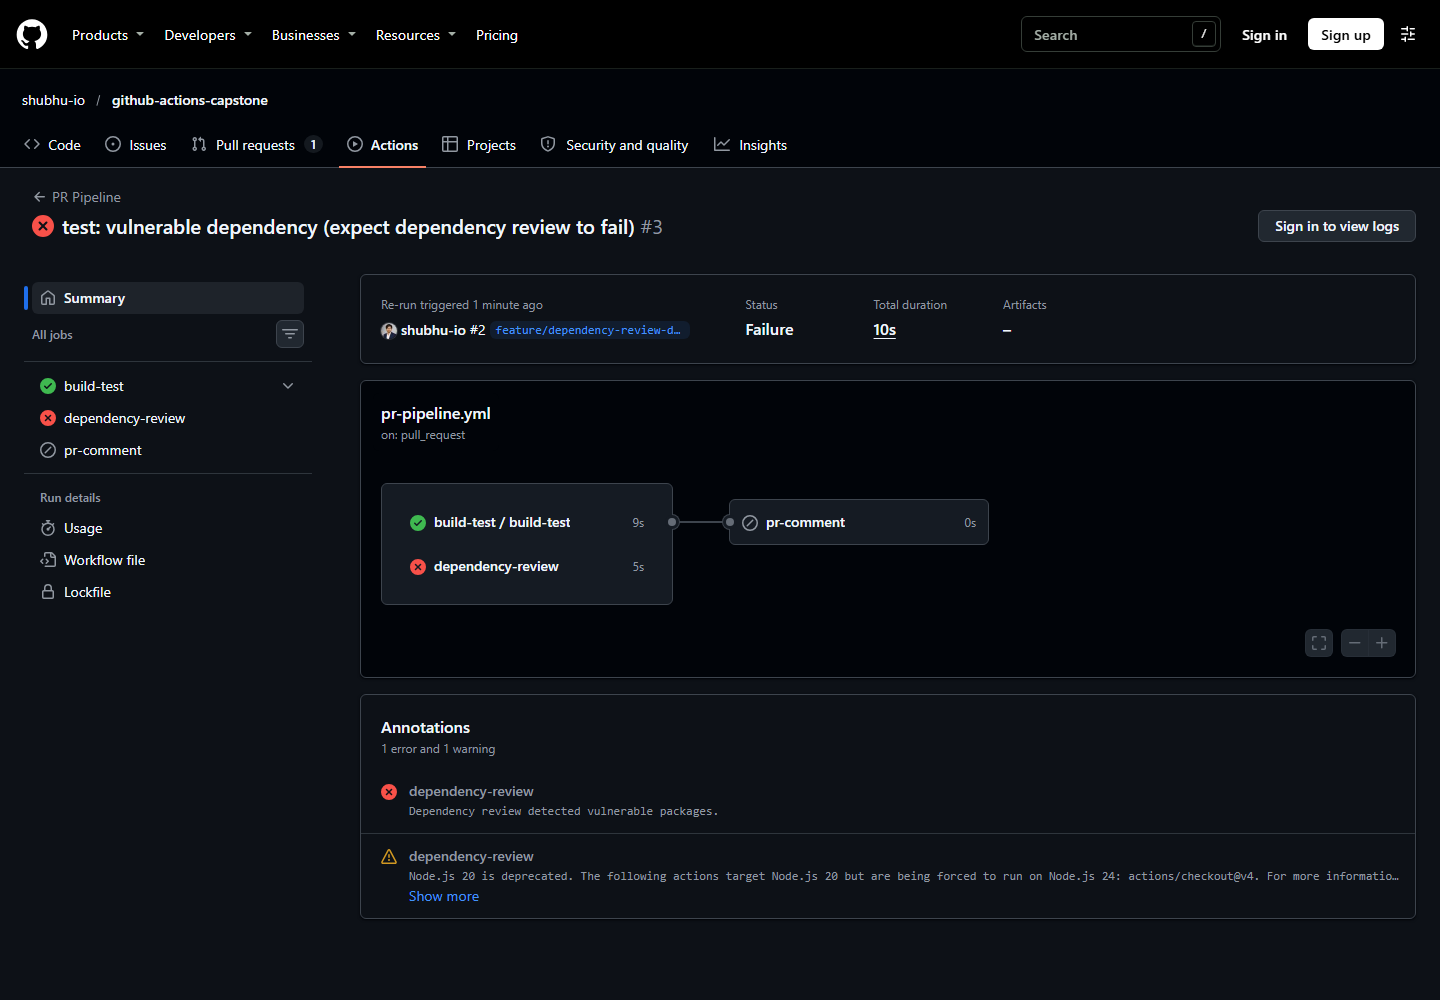 Products Developers Businesses Resources Pricing Search / Sign in Sign up
shubhu-io / github-actions-capstone
Code Issues Pull requests 1 Actions Projects Security and quality Insights
PR Pipeline
test: vulnerable dependency (expect dependency review to fail) #3
Sign in to view logs
Summary
All jobs
build-test
dependency-review
pr-comment
Run details
Usage
Workflow file
Lockfile
Re-run triggered 1 minute ago
shubhu-io #2 feature/dependency-review-d…
Status
Failure
Total duration
10s
Artifacts
–
pr-pipeline.yml
on: pull_request
build-test / build-test 9s
dependency-review 5s
pr-comment 0s
Annotations
1 error and 1 warning
dependency-review
Dependency review detected vulnerable packages.
dependency-review
Node.js 20 is deprecated. The following actions target Node.js 20 but are being forced to run on Node.js 24: actions/checkout@v4. For more informatio…
Show more